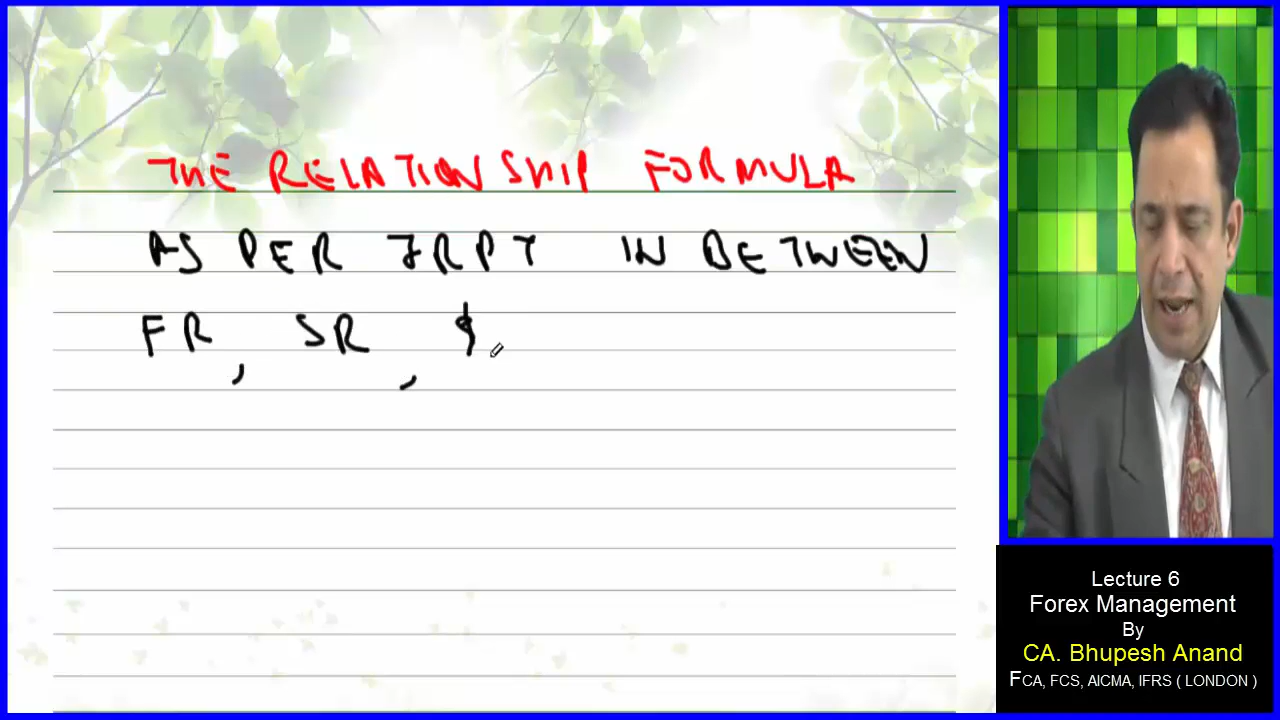 THE RELATIONSHIP FORMULA
AS PER IRPT IN BETWEEN
FR, SR, $
Lecture 6
Forex Management
By
CA. Bhupesh Anand
FCA, FCS, AICMA, IFRS ( LONDON )